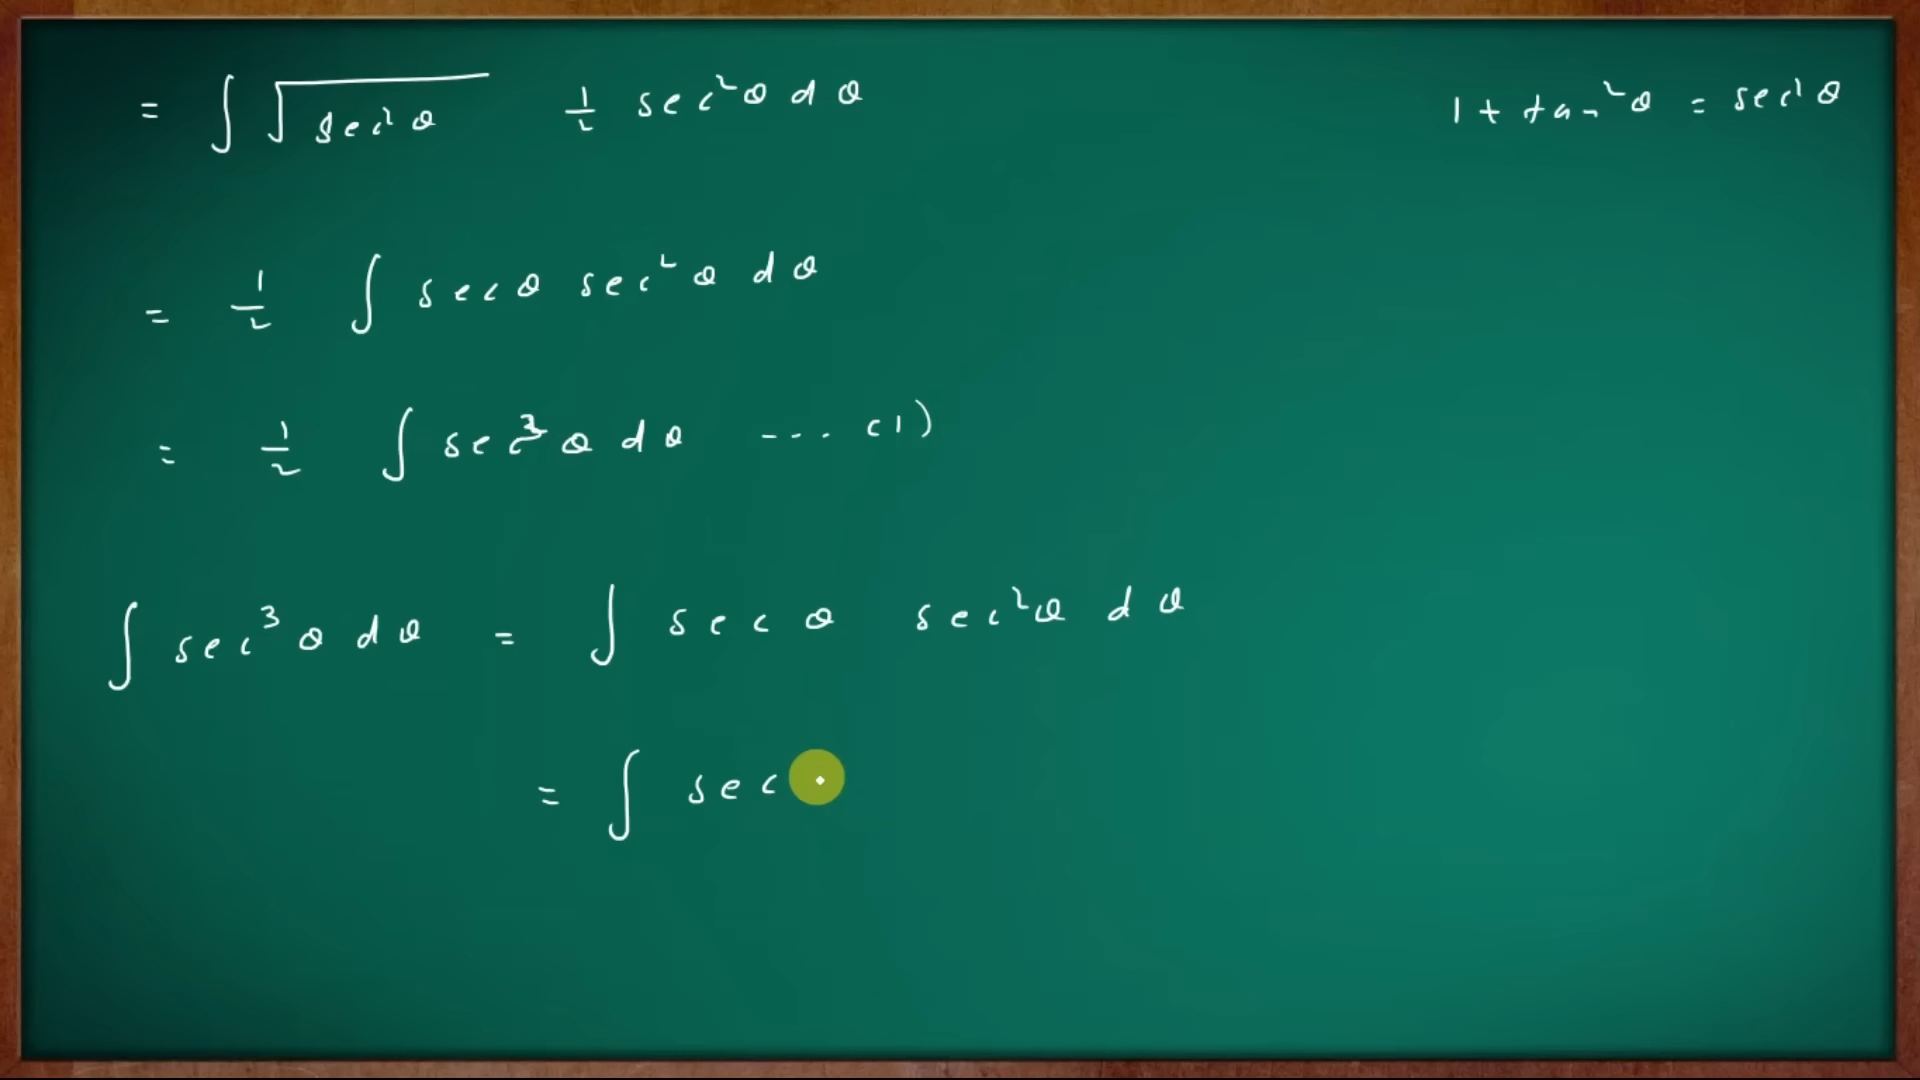 = ∫ √sec²θ 1/2 sec²θ dθ
1 + tan²θ = sec²θ
= 1/2 ∫ secθ sec²θ dθ
= 1/2 ∫ sec³θ dθ --- (1)
∫ sec³θ dθ = ∫ sec θ sec²θ dθ
= ∫ sec